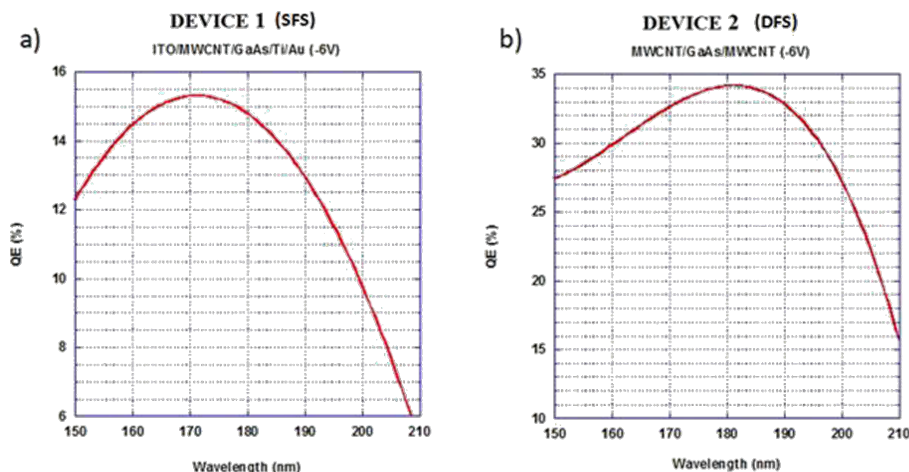 DEVICE 1 (SFS)
a)
ITO/MWCNT/GaAs/Ti/Au (-6V)
16
14
12
10
8
6
QE (%)
150 160 170 180 190 200 210
Wavelength (nm)
DEVICE 2 (DFS)
b)
MWCNT/GaAs/MWCNT (-6V)
35
30
25
20
15
10
QE (%)
150 160 170 180 190 200 210
Wavelength (nm)